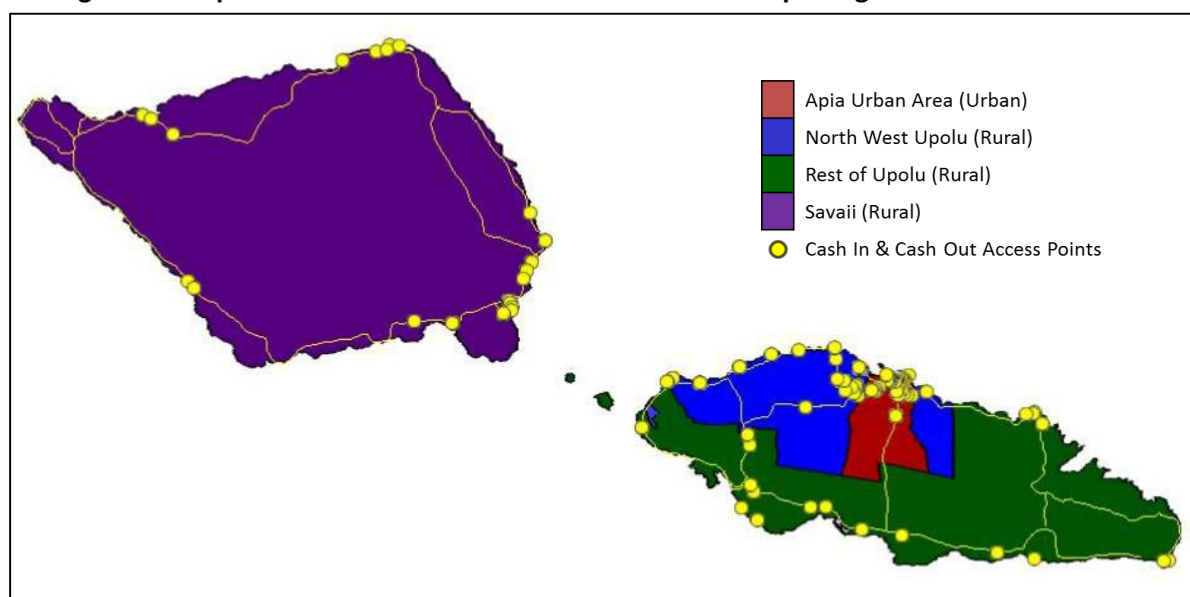 Apia Urban Area (Urban)
North West Upolu (Rural)
Rest of Upolu (Rural)
Savaii (Rural)
Cash In & Cash Out Access Points